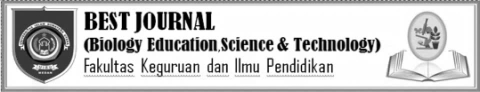 BEST JOURNAL
(Biology Education,Science & Technology)
Fakultas Keguruan dan Ilmu Pendidikan